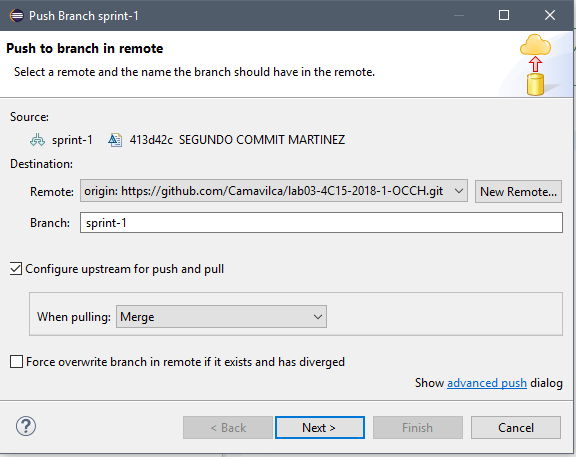 Push Branch sprint-1
Push to branch in remote
Select a remote and the name the branch should have in the remote.
Source:
sprint-1 413d42c SEGUNDO COMMIT MARTINEZ
Destination:
Remote: origin: https://github.com/Camavilca/lab03-4C15-2018-1-OCCH.git New Remote...
Branch: sprint-1
Configure upstream for push and pull
When pulling: Merge
Force overwrite branch in remote if it exists and has diverged
Show advanced push dialog
? < Back Next > Finish Cancel